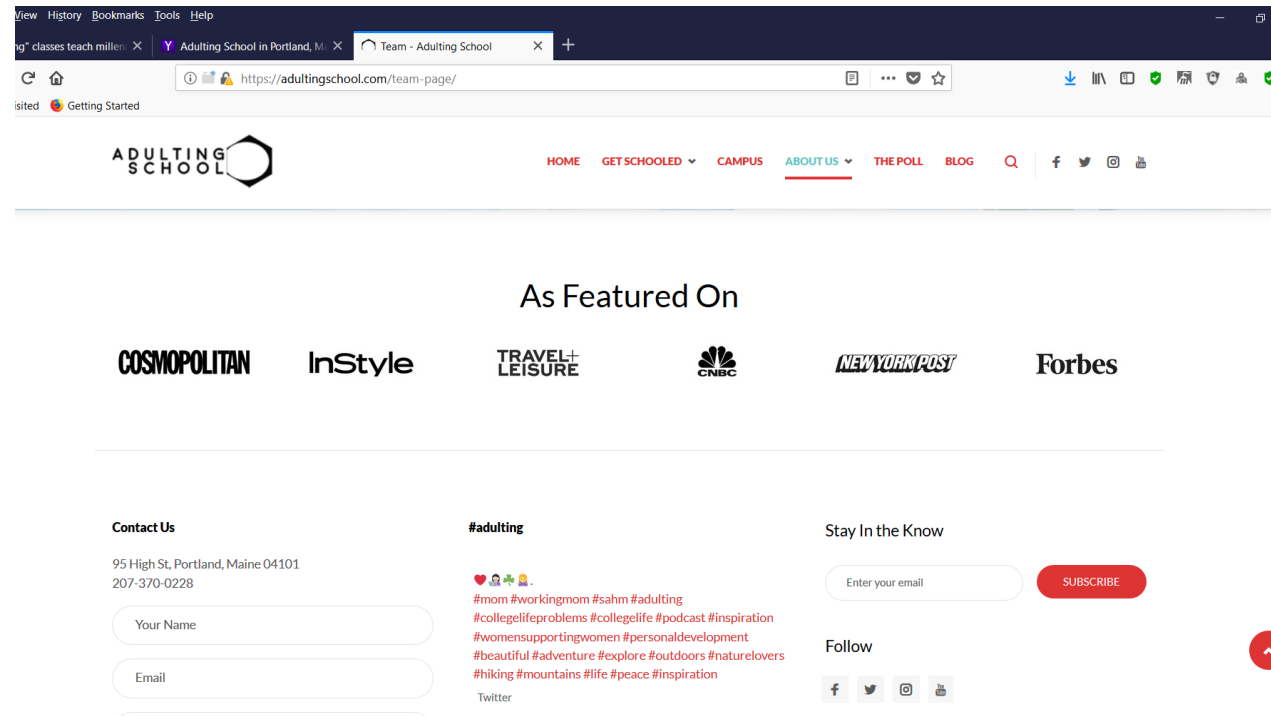 View History Bookmarks Tools Help
ng" classes teach millen Adulting School in Portland, Ma Team - Adulting School
https://adultingschool.com/team-page/
isited Getting Started
ADULTING SCHOOL
HOME GET SCHOOLED CAMPUS ABOUT US THE POLL BLOG
As Featured On
COSMOPOLITAN InStyle TRAVEL+ LEISURE CNBC NEW YORK POST Forbes
Contact Us
95 High St, Portland, Maine 04101
207-370-0228
Your Name
Email
#adulting
.
#mom #workingmom #sahm #adulting
#collegelifeproblems #collegelife #podcast #inspiration
#womensupportingwomen #personaldevelopment
#beautiful #adventure #explore #outdoors #naturelovers
#hiking #mountains #life #peace #inspiration
Twitter
Stay In the Know
Enter your email SUBSCRIBE
Follow